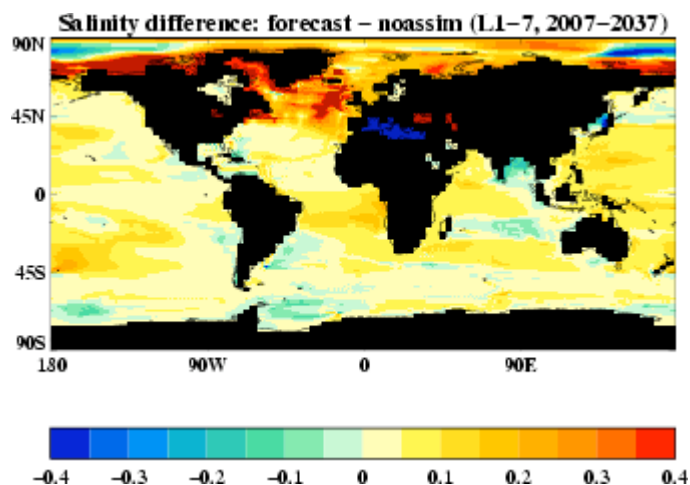 Salinity difference: forecast − noassim (L1−7, 2007−2037)
90N
45N
0
45S
90S
180 90W 0 90E
−0.4 −0.3 −0.2 −0.1 0 0.1 0.2 0.3 0.4